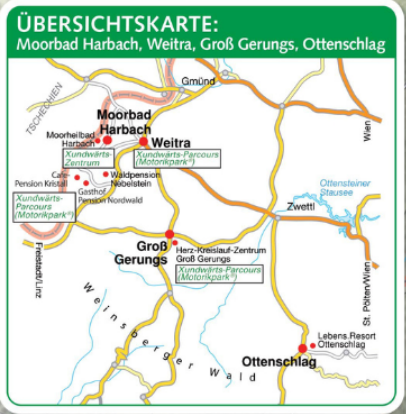 ÜBERSICHTSKARTE:
Moorbad Harbach, Weitra, Groß Gerungs, Ottenschlag
Gmünd
TSCHECHIEN
Moorbad
Harbach
Moorheilbad
Harbach
Weitra
Wien
Xundwärts-
Zentrum
Xundwärts-Parcours
(Motorikpark®)
Cafe-
Pension Kristall
Waldpension
Nebelstein
Gasthof
Pension Nordwald
Xundwärts-
Parcours
(Motorikpark®)
Ottensteiner
Stausee
Zwettl
Freistadt/Linz
Groß
Gerungs
Herz-Kreislauf-Zentrum
Groß Gerungs
Xundwärts-Parcours
(Motorikpark®)
St. Pölten/Wien
Weinsberger Wald
Lebens.Resort
Ottenschlag
Ottenschlag